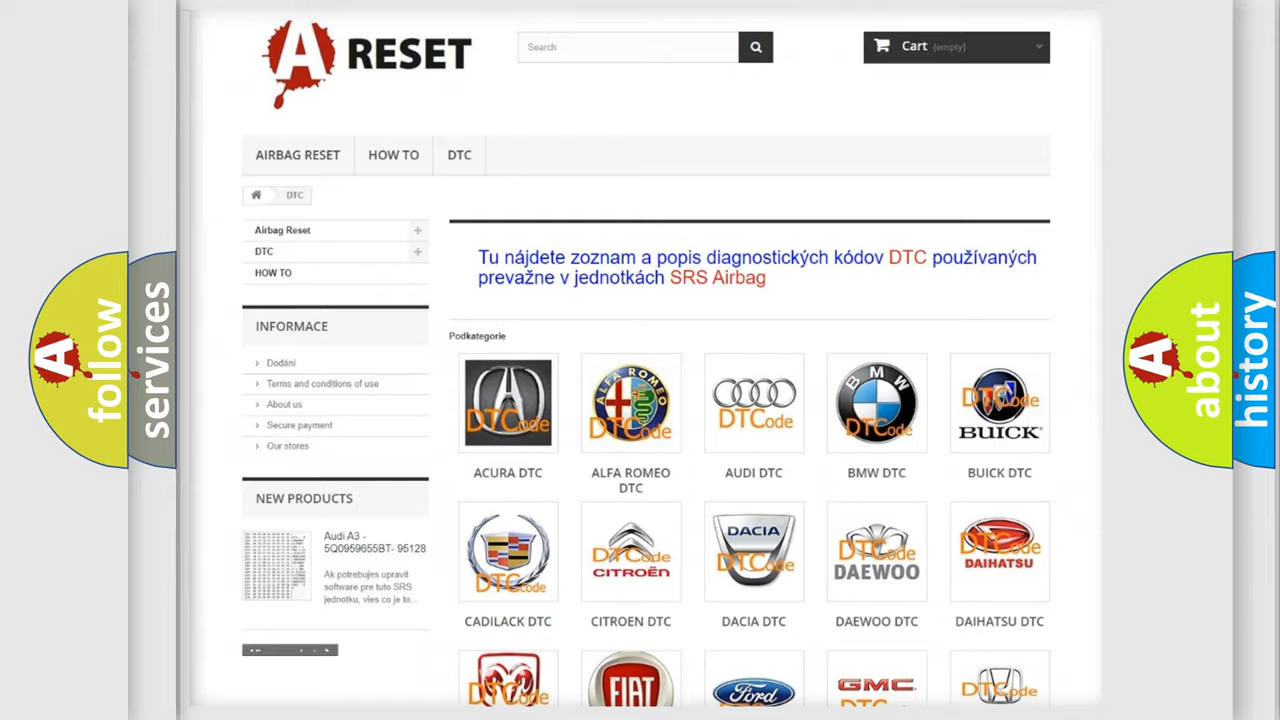 A RESET
Search
Cart (empty)
AIRBAG RESET
HOW TO
DTC
DTC
Airbag Reset
DTC
HOW TO
INFORMACE
Dodání
Terms and conditions of use
About us
Secure payment
Our stores
NEW PRODUCTS
Audi A3 -
5Q0959655BT- 95128
Ak potrebujes upravit
software pre tuto SRS
jednotku, vies co je to...
Tu nájdete zoznam a popis diagnostických kódov DTC používaných
prevažne v jednotkách SRS Airbag
Podkategorie
DTCode
ALFA ROMEO
DTCode
DTCode
BMW
DTCode
DTCode
BUICK
ACURA DTC
ALFA ROMEO
DTC
AUDI DTC
BMW DTC
BUICK DTC
DTCode
DTCode
CITROËN
DACIA
DTCode
DTCode
DAEWOO
DTCode
DAIHATSU
CADILACK DTC
CITROEN DTC
DACIA DTC
DAEWOO DTC
DAIHATSU DTC
DTCode
FIAT
Ford
GMC
DTCode
A
follow
services
A
about
history